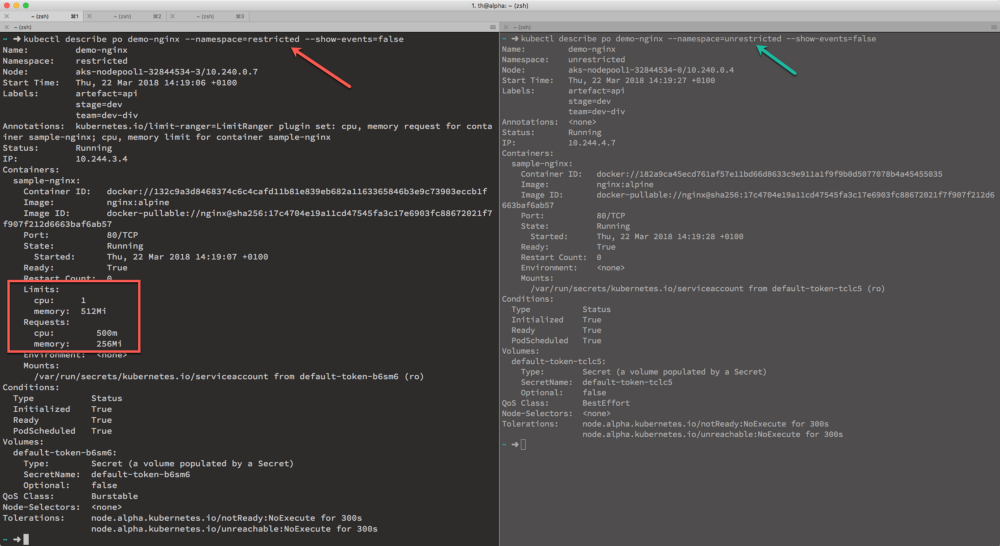 1. th@alpha: ~ (zsh)
~ (zsh) ⌘1
~ (zsh) ⌘2
~ (zsh) ⌘3
~ (zsh)
~ ➜ kubectl describe po demo-nginx --namespace=restricted --show-events=false
Name: demo-nginx
Namespace: restricted
Node: aks-nodepool1-32844534-3/10.240.0.7
Start Time: Thu, 22 Mar 2018 14:19:06 +0100
Labels: artefact=api
stage=dev
team=dev-div
Annotations: kubernetes.io/limit-ranger=LimitRanger plugin set: cpu, memory request for conta
iner sample-nginx; cpu, memory limit for container sample-nginx
Status: Running
IP: 10.244.3.4
Containers:
sample-nginx:
Container ID: docker://132c9a3d8468374c6c4cafd11b81e839eb682a1163365846b3e9c73903eccb1f
Image: nginx:alpine
Image ID: docker-pullable://nginx@sha256:17c4704e19a11cd47545fa3c17e6903fc88672021f7
f907f212d6663baf6ab57
Port: 80/TCP
State: Running
Started: Thu, 22 Mar 2018 14:19:07 +0100
Ready: True
Restart Count: 0
Limits:
cpu: 1
memory: 512Mi
Requests:
cpu: 500m
memory: 256Mi
Environment: <none>
Mounts:
/var/run/secrets/kubernetes.io/serviceaccount from default-token-b6sm6 (ro)
Conditions:
Type Status
Initialized True
Ready True
PodScheduled True
Volumes:
default-token-b6sm6:
Type: Secret (a volume populated by a Secret)
SecretName: default-token-b6sm6
Optional: false
QoS Class: Burstable
Node-Selectors: <none>
Tolerations: node.alpha.kubernetes.io/notReady:NoExecute for 300s
node.alpha.kubernetes.io/unreachable:NoExecute for 300s
~ ➜
~ (zsh)
~ ➜ kubectl describe po demo-nginx --namespace=unrestricted --show-events=false
Name: demo-nginx
Namespace: unrestricted
Node: aks-nodepool1-32844534-0/10.240.0.4
Start Time: Thu, 22 Mar 2018 14:19:27 +0100
Labels: artefact=api
stage=dev
team=dev-div
Annotations: <none>
Status: Running
IP: 10.244.4.7
Containers:
sample-nginx:
Container ID: docker://182a9ca45ecd761af57e11bd66d8633c9e911a1f9f9b0d5077078b4a45455035
Image: nginx:alpine
Image ID: docker-pullable://nginx@sha256:17c4704e19a11cd47545fa3c17e6903fc88672021f7f907f212d6
663baf6ab57
Port: 80/TCP
State: Running
Started: Thu, 22 Mar 2018 14:19:28 +0100
Ready: True
Restart Count: 0
Environment: <none>
Mounts:
/var/run/secrets/kubernetes.io/serviceaccount from default-token-tclc5 (ro)
Conditions:
Type Status
Initialized True
Ready True
PodScheduled True
Volumes:
default-token-tclc5:
Type: Secret (a volume populated by a Secret)
SecretName: default-token-tclc5
Optional: false
QoS Class: BestEffort
Node-Selectors: <none>
Tolerations: node.alpha.kubernetes.io/notReady:NoExecute for 300s
node.alpha.kubernetes.io/unreachable:NoExecute for 300s
~ ➜